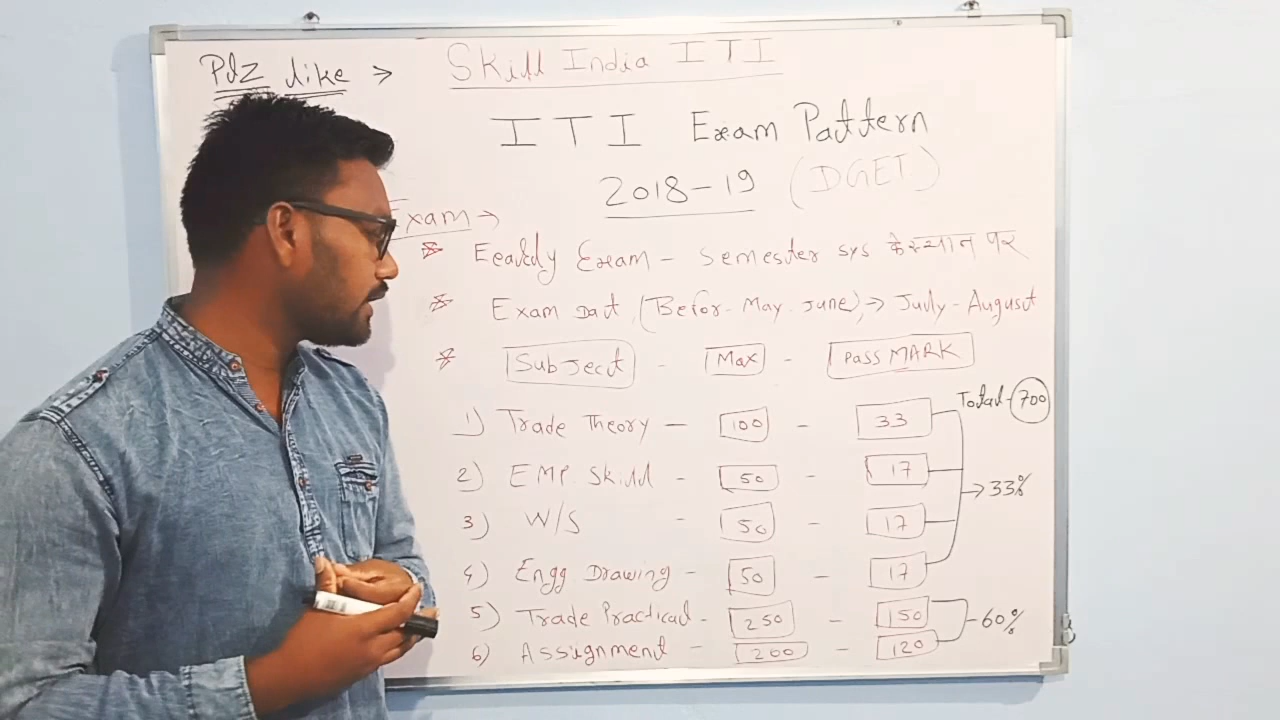 Plz like → Skill India ITI
ITI Exam Pattern
2018-19 (DGET)
Exam →
* Eearldy Exam - Semester sys के स्थान पर
* Exam Dat (Befor - May - June) → July - August
* Subject - Max - Pass MARK
Total - 700
1) Trade Theory - 100 - 33
2) EMP. Skill - 50 - 17
→ 33%
3) W/S - 50 - 17
4) Engg Drawing - 50 - 17
5) Trade Practical - 250 - 150
- 60%
6) Assignment - 200 - 120